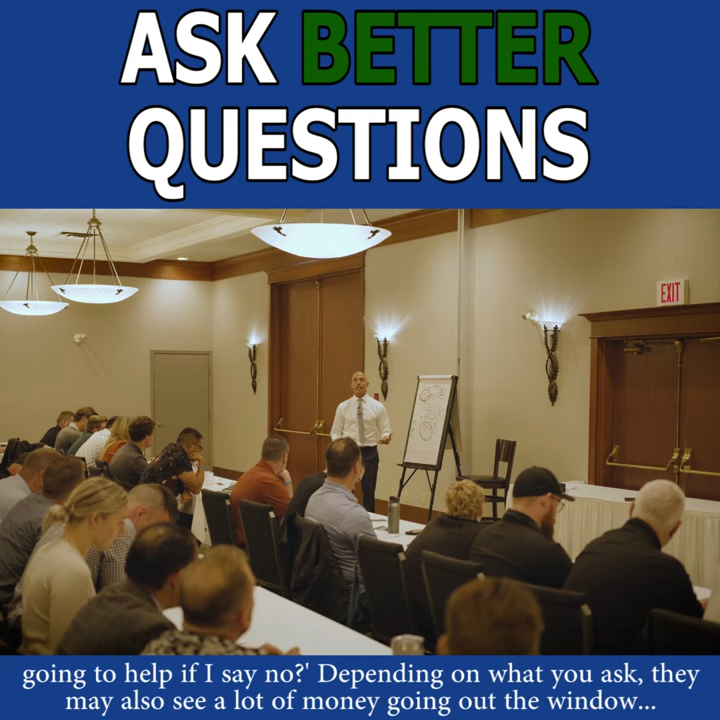 ASK BETTER
QUESTIONS
EXIT
going to help if I say no?' Depending on what you ask, they
may also see a lot of money going out the window...